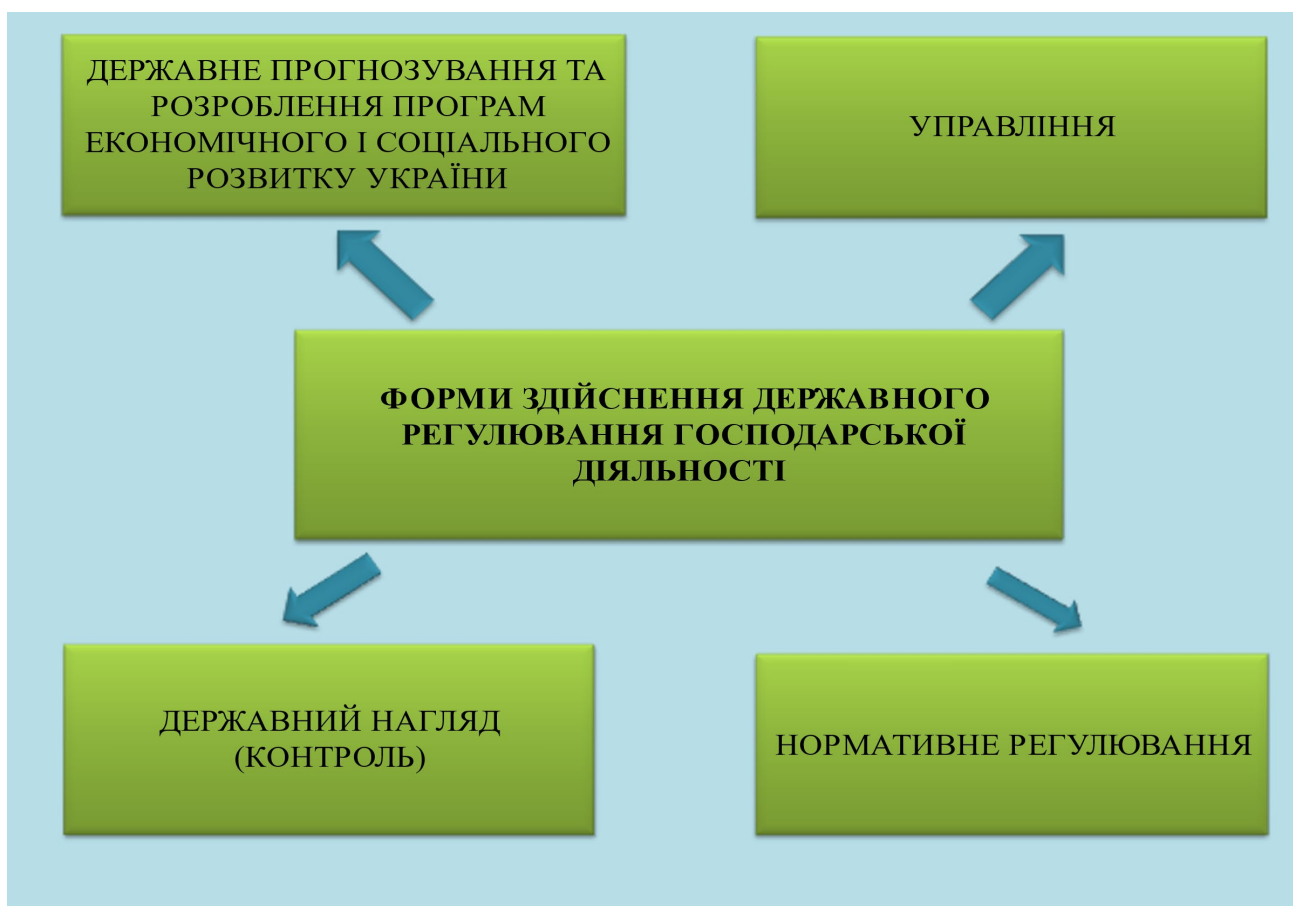 ДЕРЖАВНЕ ПРОГНОЗУВАННЯ ТА
РОЗРОБЛЕННЯ ПРОГРАМ
ЕКОНОМІЧНОГО І СОЦІАЛЬНОГО
РОЗВИТКУ УКРАЇНИ
УПРАВЛІННЯ
ФОРМИ ЗДІЙСНЕННЯ ДЕРЖАВНОГО
РЕГУЛЮВАННЯ ГОСПОДАРСЬКОЇ
ДІЯЛЬНОСТІ
ДЕРЖАВНИЙ НАГЛЯД
(КОНТРОЛЬ)
НОРМАТИВНЕ РЕГУЛЮВАННЯ